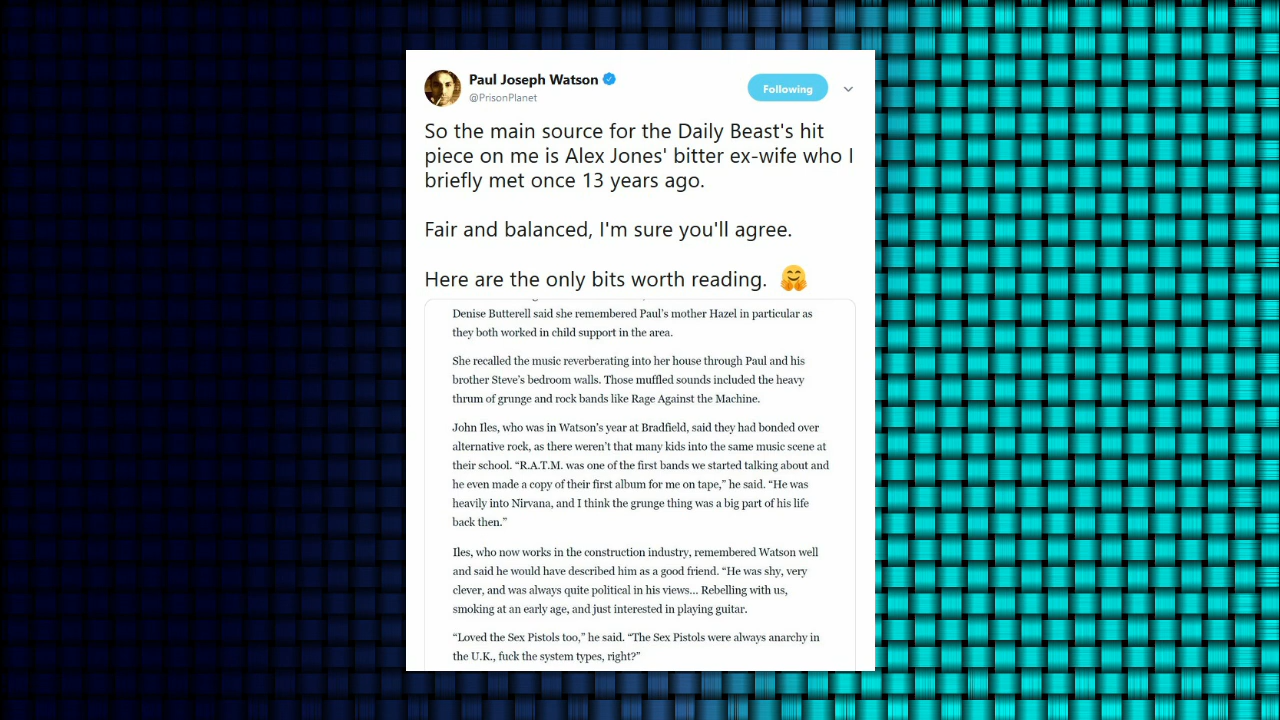 Paul Joseph Watson
@PrisonPlanet
Following
So the main source for the Daily Beast's hit
piece on me is Alex Jones' bitter ex-wife who I
briefly met once 13 years ago.
Fair and balanced, I'm sure you'll agree.
Here are the only bits worth reading. 🤗
Denise Butterell said she remembered Paul's mother Hazel in particular as
they both worked in child support in the area.
She recalled the music reverberating into her house through Paul and his
brother Steve's bedroom walls. Those muffled sounds included the heavy
thrum of grunge and rock bands like Rage Against the Machine.
John Iles, who was in Watson's year at Bradfield, said they had bonded over
alternative rock, as there weren't that many kids into the same music scene at
their school. “R.A.T.M. was one of the first bands we started talking about and
he even made a copy of their first album for me on tape,” he said. “He was
heavily into Nirvana, and I think the grunge thing was a big part of his life
back then.”
Iles, who now works in the construction industry, remembered Watson well
and said he would have described him as a good friend. “He was shy, very
clever, and was always quite political in his views... Rebelling with us,
smoking at an early age, and just interested in playing guitar.
“Loved the Sex Pistols too,” he said. “The Sex Pistols were always anarchy in
the U.K., fuck the system types, right?”